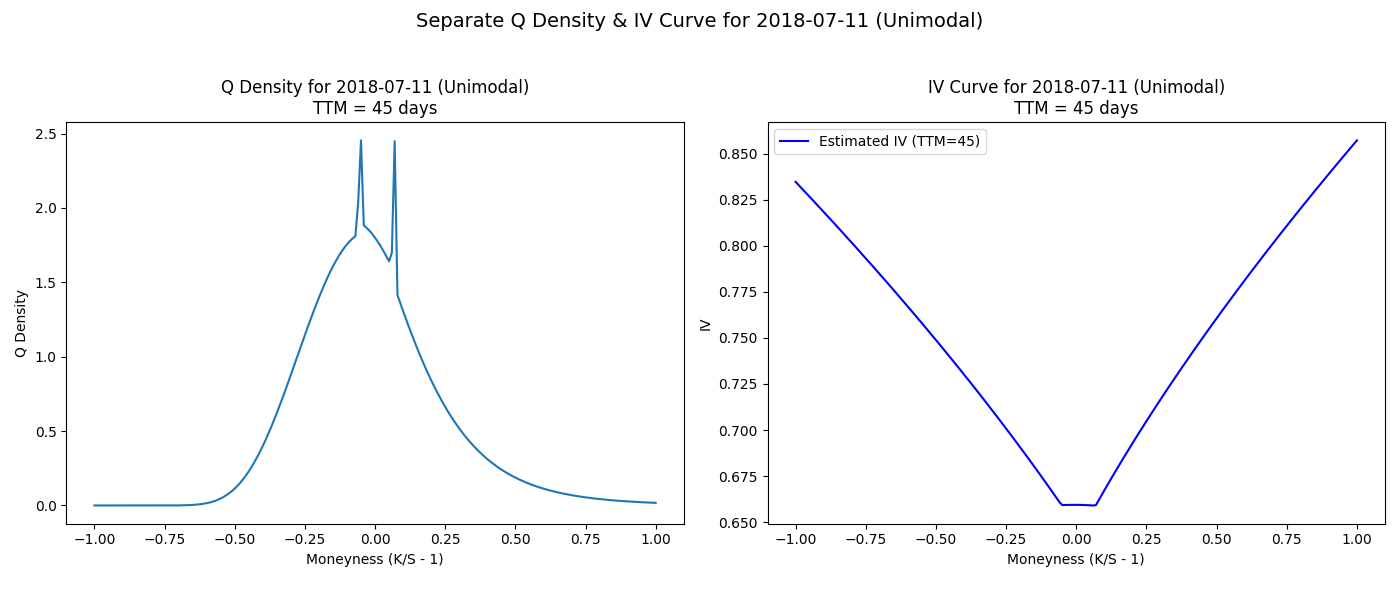 Separate Q Density & IV Curve for 2018-07-11 (Unimodal)
Q Density for 2018-07-11 (Unimodal)
TTM = 45 days
2.5
2.0
1.5
1.0
0.5
0.0
Q Density
−1.00 −0.75 −0.50 −0.25 0.00 0.25 0.50 0.75 1.00
Moneyness (K/S - 1)
IV Curve for 2018-07-11 (Unimodal)
TTM = 45 days
Estimated IV (TTM=45)
0.850
0.825
0.800
0.775
0.750
0.725
0.700
0.675
0.650
IV
−1.00 −0.75 −0.50 −0.25 0.00 0.25 0.50 0.75 1.00
Moneyness (K/S - 1)